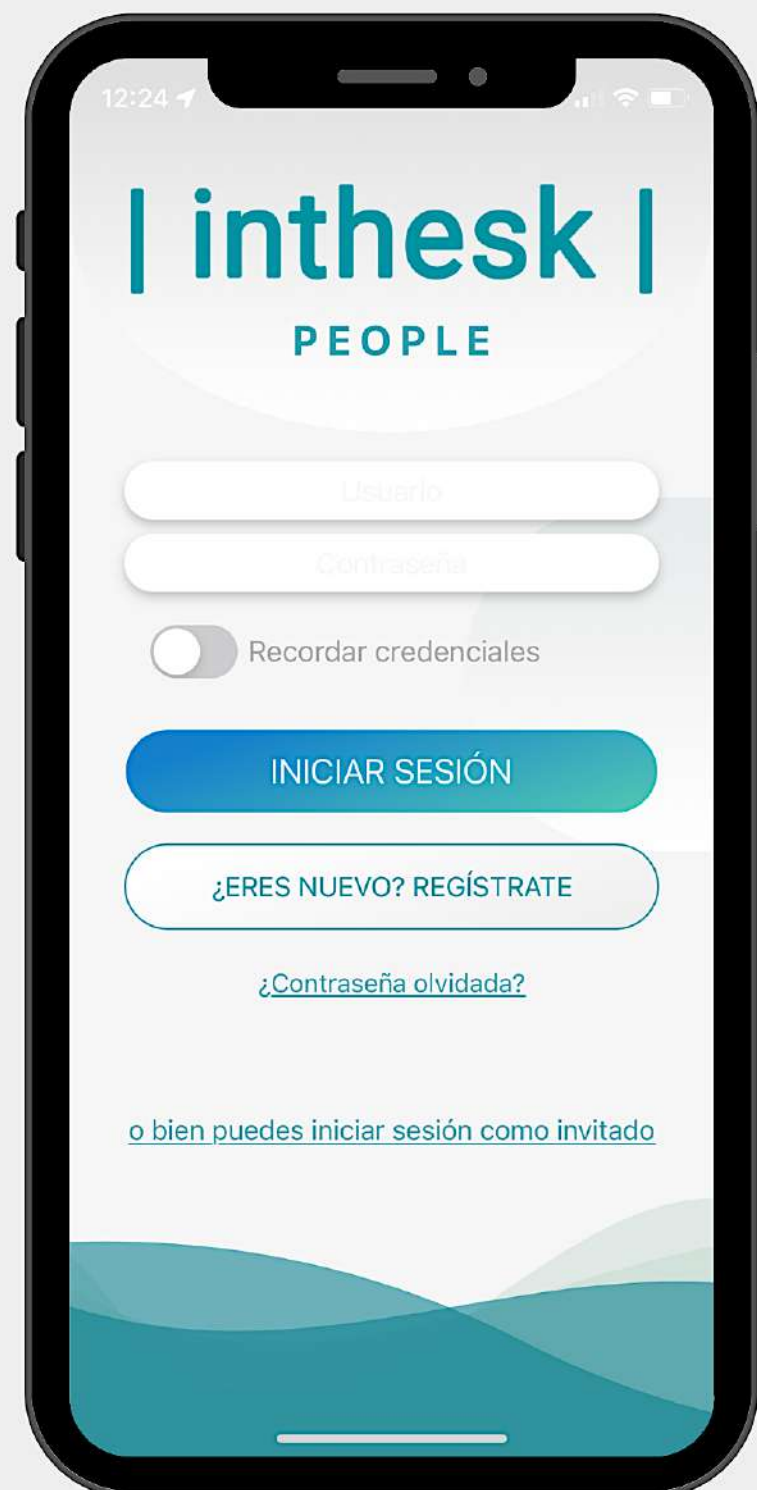 12:24
| inthesk |
PEOPLE
Usuario
Contraseña
Recordar credenciales
INICIAR SESIÓN
¿ERES NUEVO? REGÍSTRATE
¿Contraseña olvidada?
o bien puedes iniciar sesión como invitado